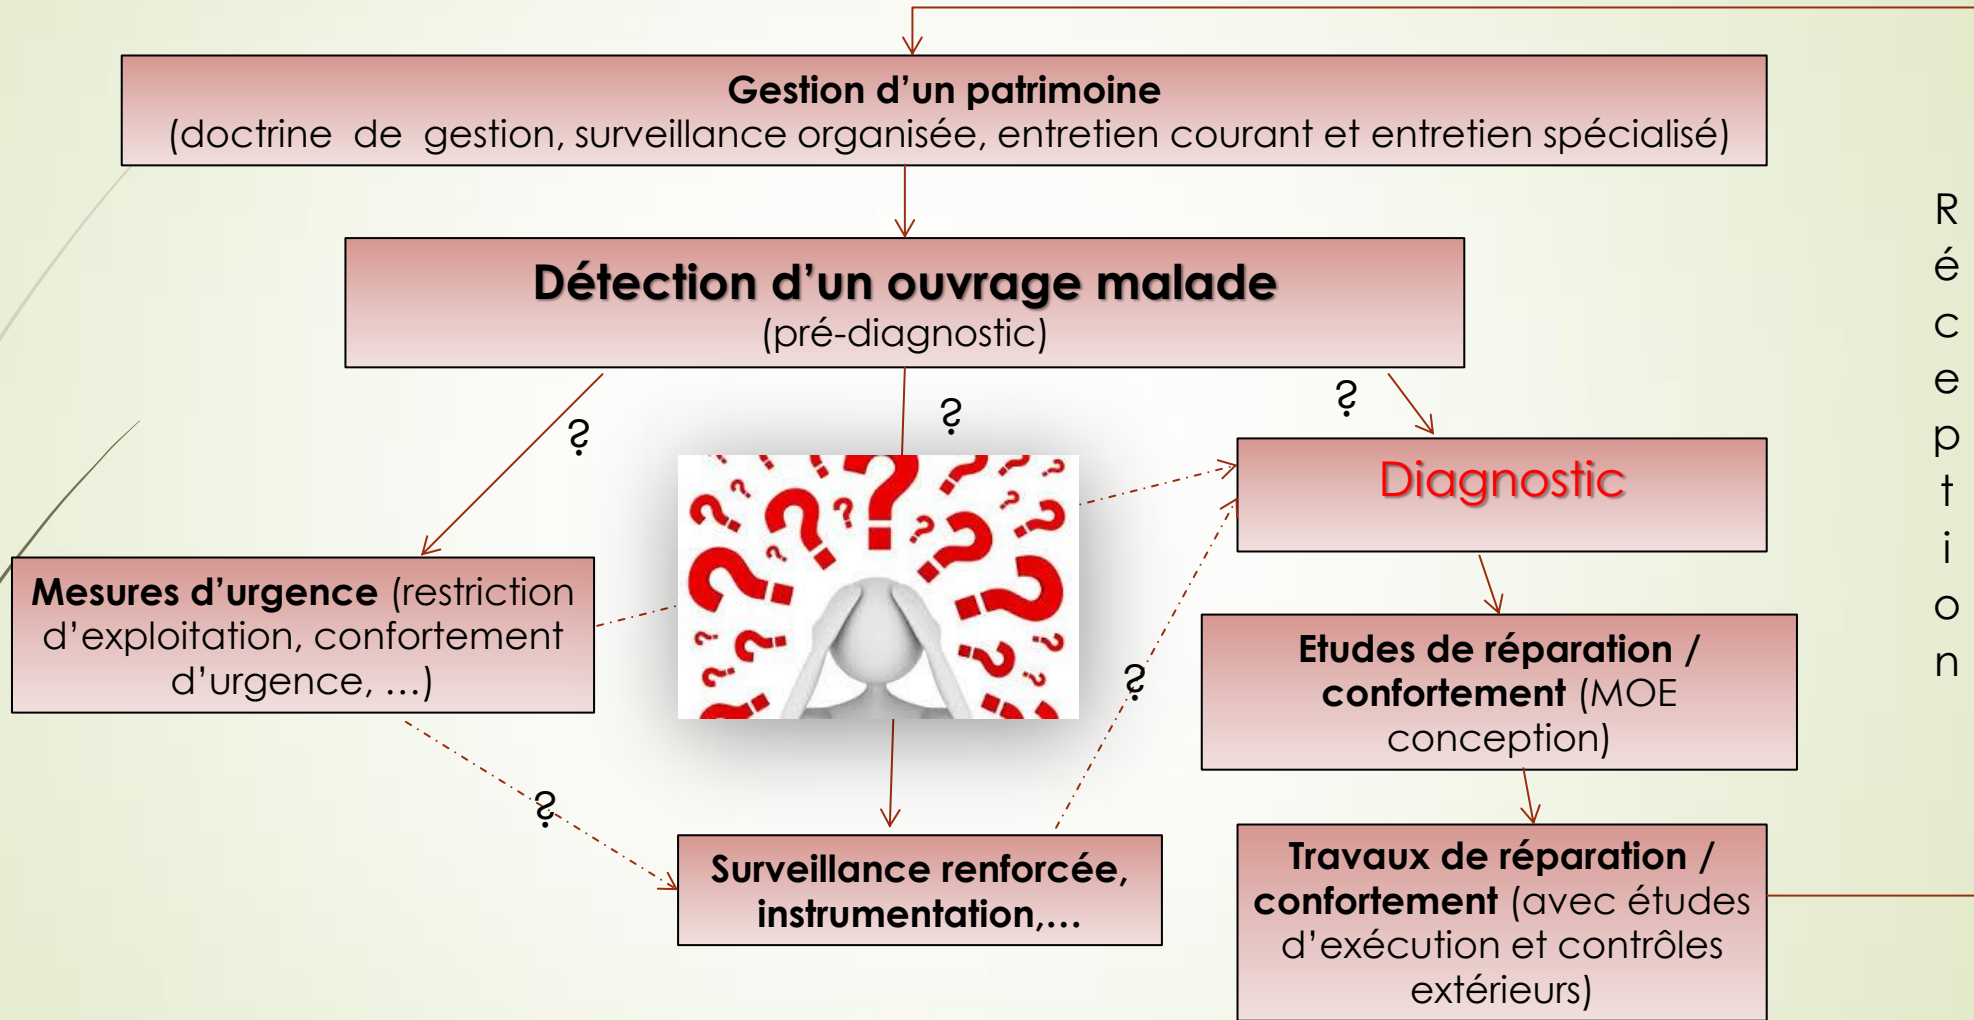 Gestion d’un patrimoine
(doctrine de gestion, surveillance organisée, entretien courant et entretien spécialisé)
Détection d’un ouvrage malade
(pré-diagnostic)
?
?
?
Diagnostic
Mesures d’urgence (restriction
d’exploitation, confortement
d’urgence, …)
Etudes de réparation /
confortement (MOE
conception)
?
?
Surveillance renforcée,
instrumentation,…
Travaux de réparation /
confortement (avec études
d’exécution et contrôles
extérieurs)
R
é
c
e
p
t
i
o
n